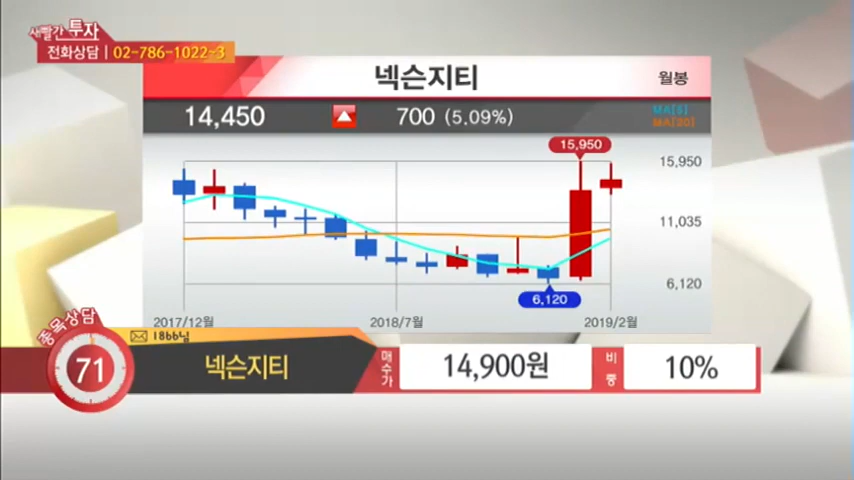 새빨간 투자
전화상담 | 02-786-1022~3
넥슨지티
월봉
14,450
700 (5.09%)
MA[5]
MA[20]
15,950
15,950
11,035
6,120
6,120
2017/12월
2018/7월
2019/2월
종목상담
71
1866님
넥슨지티
매수가
14,900원
비중
10%